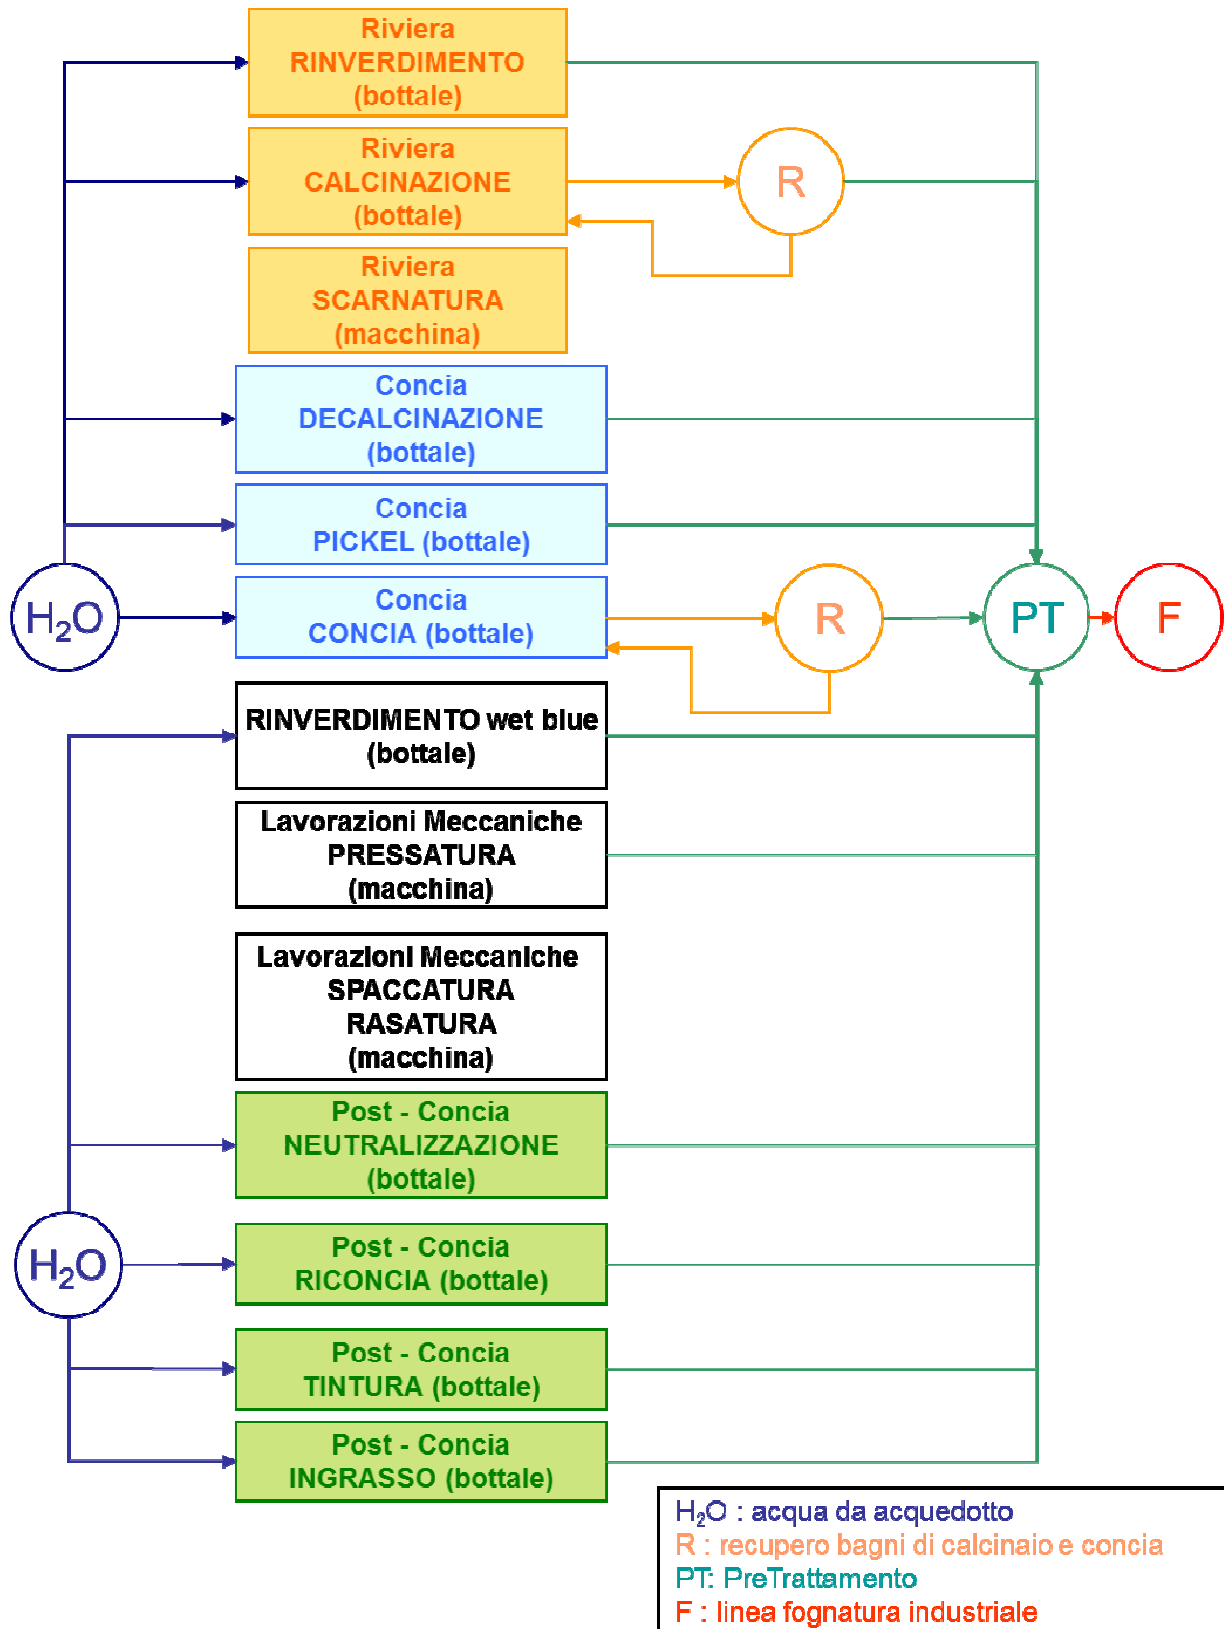 Riviera
RINVERDIMENTO
(bottale)
Riviera
CALCINAZIONE
(bottale)
R
Riviera
SCARNATURA
(macchina)
Concia
DECALCINAZIONE
(bottale)
Concia
PICKEL (bottale)
H₂O
Concia
CONCIA (bottale)
R
PT
F
RINVERDIMENTO wet blue
(bottale)
Lavorazioni Meccaniche
PRESSATURA
(macchina)
Lavorazioni Meccaniche
SPACCATURA
RASATURA
(macchina)
Post - Concia
NEUTRALIZZAZIONE
(bottale)
H₂O
Post - Concia
RICONCIA (bottale)
Post - Concia
TINTURA (bottale)
Post - Concia
INGRASSO (bottale)
H₂O : acqua da acquedotto
R : recupero bagni di calcinaio e concia
PT: PreTrattamento
F : linea fognatura industriale